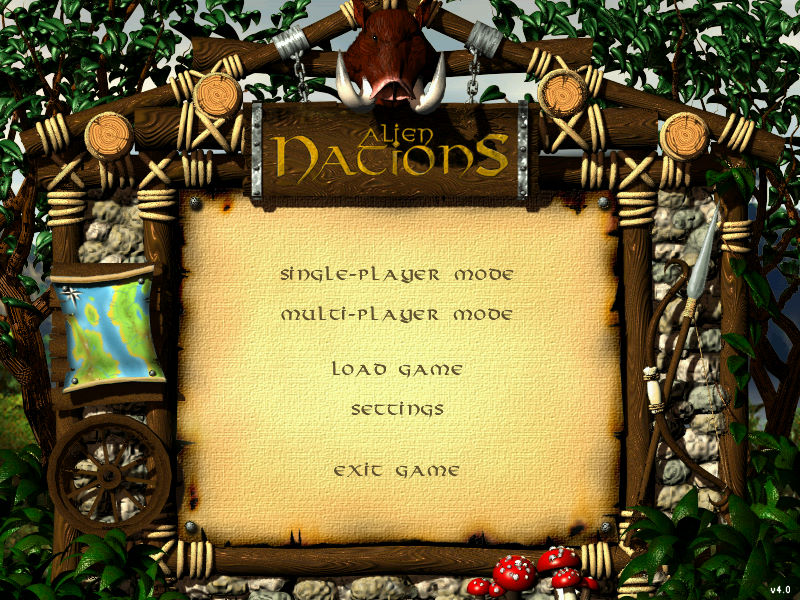 ALIEN
NATIONS
SINGLE-PLAYER MODE
MULTI-PLAYER MODE
LOAD GAME
SETTINGS
EXIT GAME
v4.0